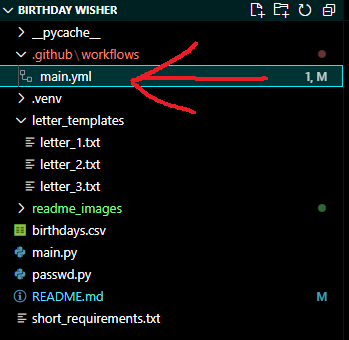 BIRTHDAY WISHER
__pycache__
.github\workflows
main.yml 1, M
.venv
letter_templates
letter_1.txt
letter_2.txt
letter_3.txt
readme_images
birthdays.csv
main.py
passwd.py
README.md M
short_requirements.txt